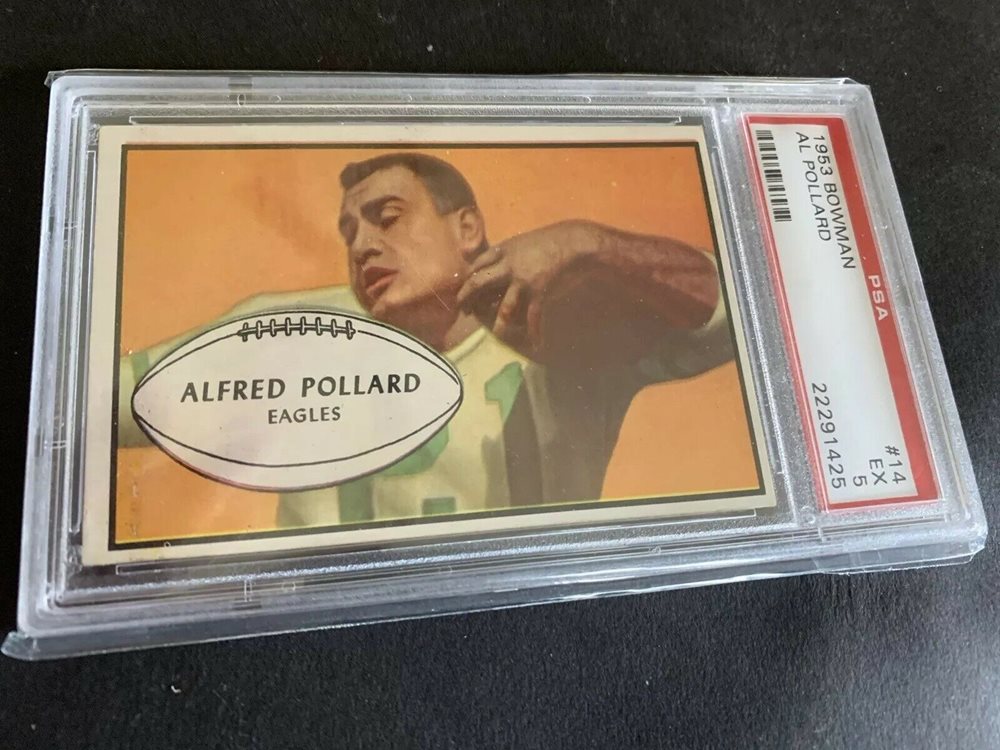 ALFRED POLLARD
EAGLES
1953 BOWMAN #14
AL POLLARD EX
5
PSA 22291425